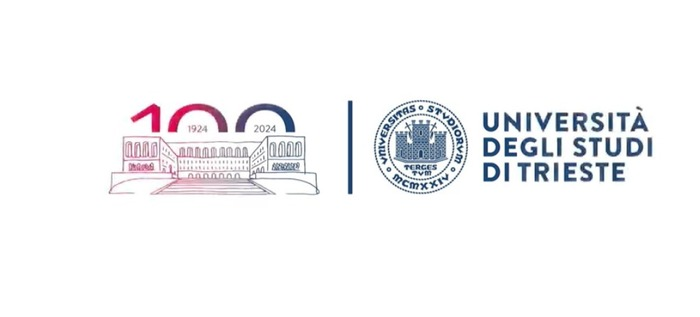 100
1924
2024
VNIVERSITAS STVDIORVM
TERGES
TVM
MCMXXIV
UNIVERSITÀ
DEGLI STUDI
DI TRIESTE